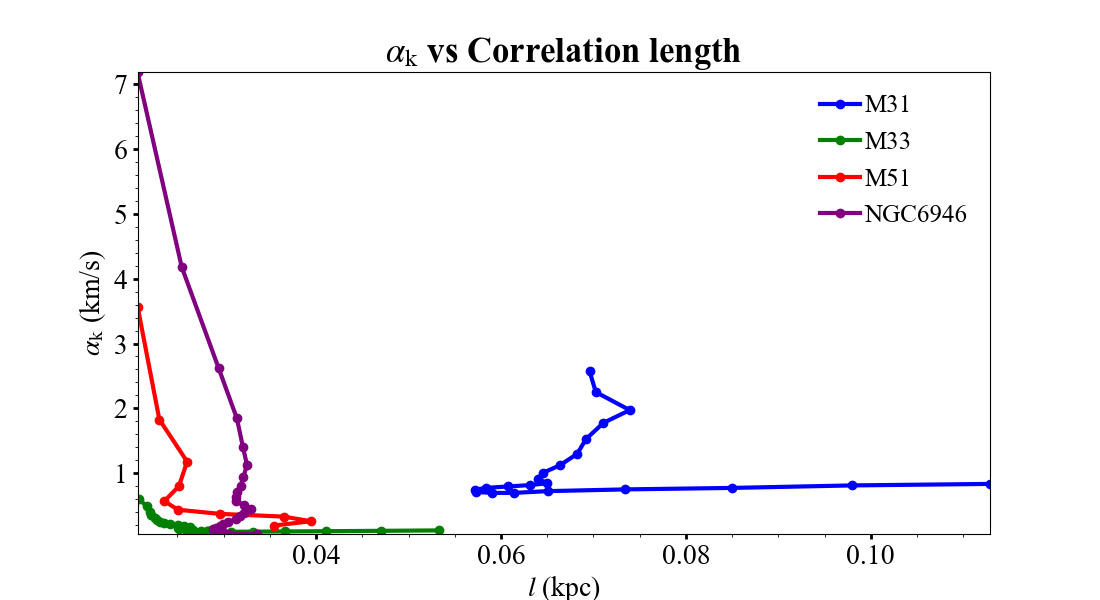 αk vs Correlation length
αk (km/s)
7
6
5
4
3
2
1
M31
M33
M51
NGC6946
0.04 0.06 0.08 0.10
l (kpc)